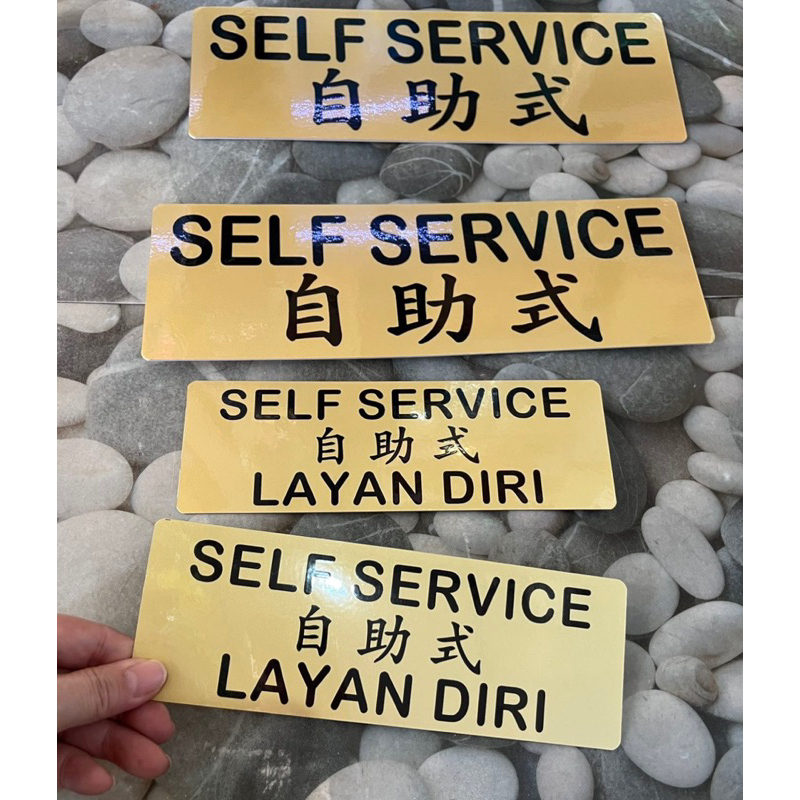 SELF SERVICE
自助式
SELF SERVICE
自助式
SELF SERVICE
自助式
LAYAN DIRI
SELF SERVICE
自助式
LAYAN DIRI